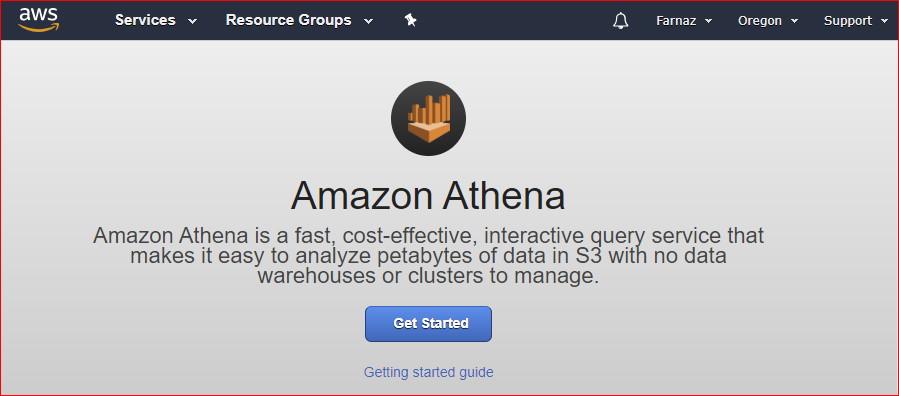 aws Services Resource Groups Farnaz Oregon Support
Amazon Athena
Amazon Athena is a fast, cost-effective, interactive query service that
makes it easy to analyze petabytes of data in S3 with no data
warehouses or clusters to manage.
Get Started
Getting started guide